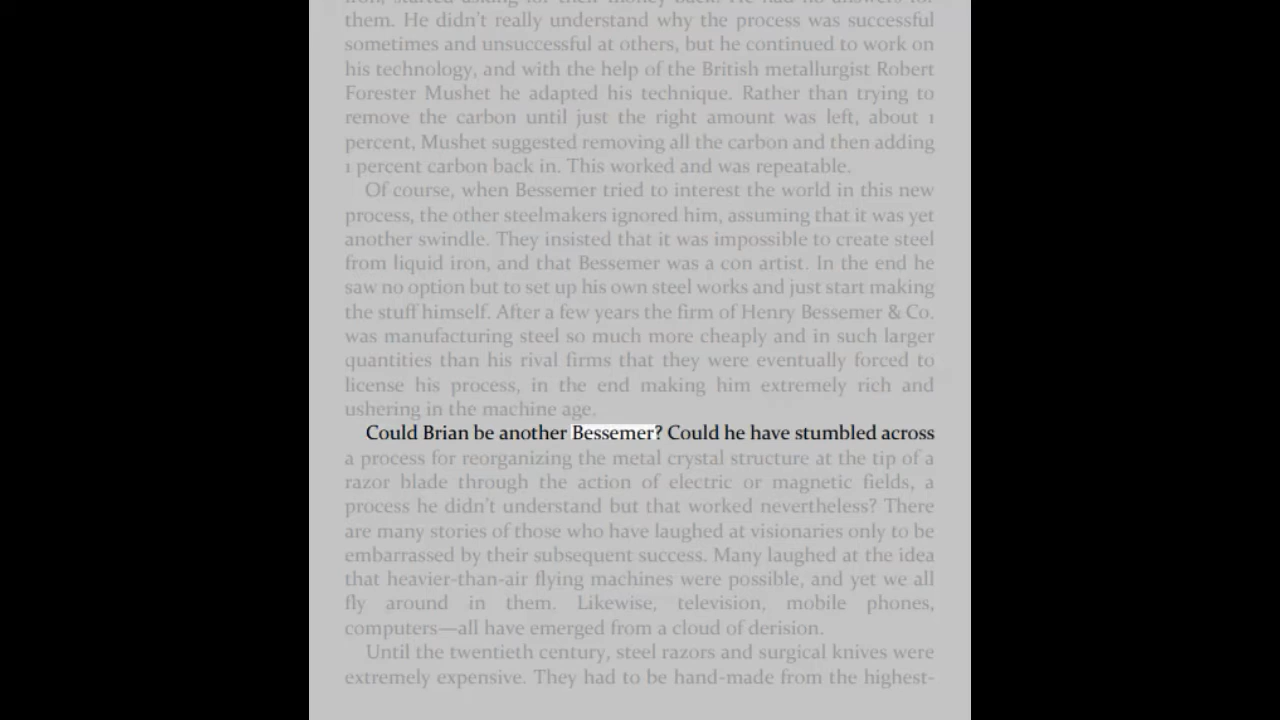 iron, started asking for their money back. He had no answers for
them. He didn't really understand why the process was successful
sometimes and unsuccessful at others, but he continued to work on
his technology, and with the help of the British metallurgist Robert
Forester Mushet he adapted his technique. Rather than trying to
remove the carbon until just the right amount was left, about 1
percent, Mushet suggested removing all the carbon and then adding
1 percent carbon back in. This worked and was repeatable.
Of course, when Bessemer tried to interest the world in this new
process, the other steelmakers ignored him, assuming that it was yet
another swindle. They insisted that it was impossible to create steel
from liquid iron, and that Bessemer was a con artist. In the end he
saw no option but to set up his own steel works and just start making
the stuff himself. After a few years the firm of Henry Bessemer & Co.
was manufacturing steel so much more cheaply and in such larger
quantities than his rival firms that they were eventually forced to
license his process, in the end making him extremely rich and
ushering in the machine age.
Could Brian be another Bessemer? Could he have stumbled across
a process for reorganizing the metal crystal structure at the tip of a
razor blade through the action of electric or magnetic fields, a
process he didn't understand but that worked nevertheless? There
are many stories of those who have laughed at visionaries only to be
embarrassed by their subsequent success. Many laughed at the idea
that heavier-than-air flying machines were possible, and yet we all
fly around in them. Likewise, television, mobile phones,
computers—all have emerged from a cloud of derision.
Until the twentieth century, steel razors and surgical knives were
extremely expensive. They had to be hand-made from the highest-